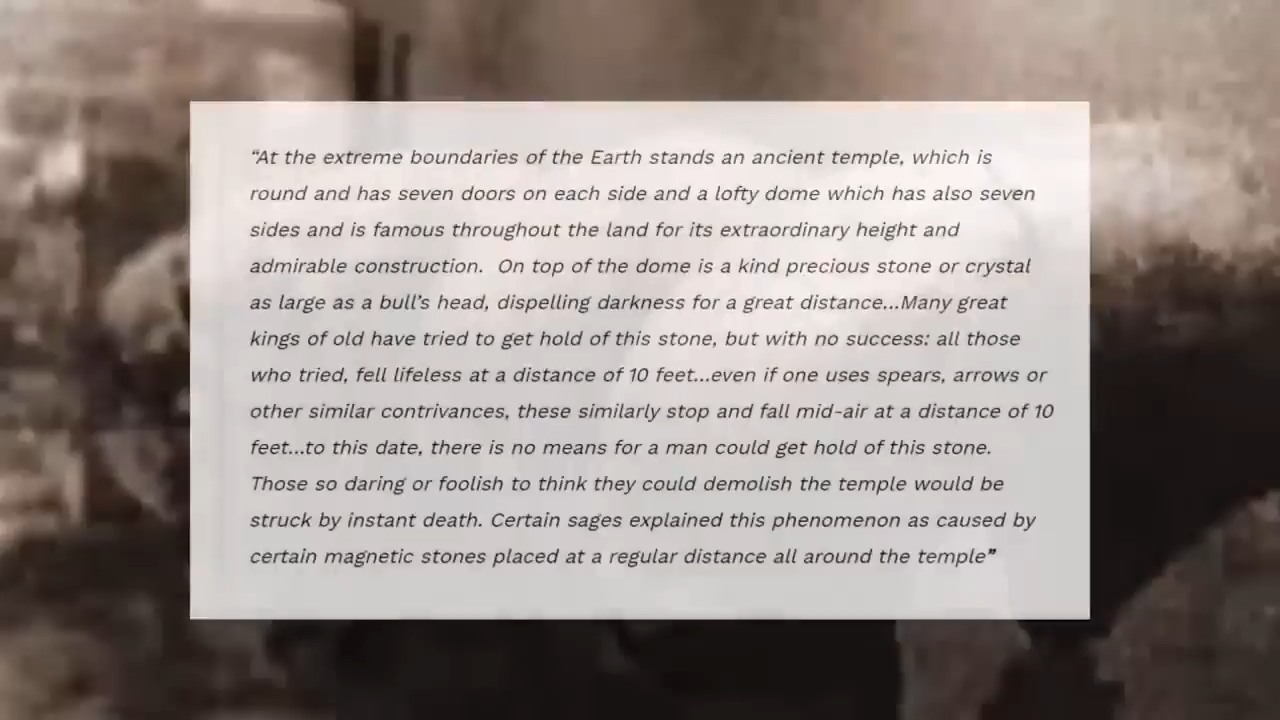 “At the extreme boundaries of the Earth stands an ancient temple, which is
round and has seven doors on each side and a lofty dome which has also seven
sides and is famous throughout the land for its extraordinary height and
admirable construction.  On top of the dome is a kind precious stone or crystal
as large as a bull’s head, dispelling darkness for a great distance...Many great
kings of old have tried to get hold of this stone, but with no success: all those
who tried, fell lifeless at a distance of 10 feet...even if one uses spears, arrows or
other similar contrivances, these similarly stop and fall mid-air at a distance of 10
feet...to this date, there is no means for a man could get hold of this stone.
Those so daring or foolish to think they could demolish the temple would be
struck by instant death. Certain sages explained this phenomenon as caused by
certain magnetic stones placed at a regular distance all around the temple”